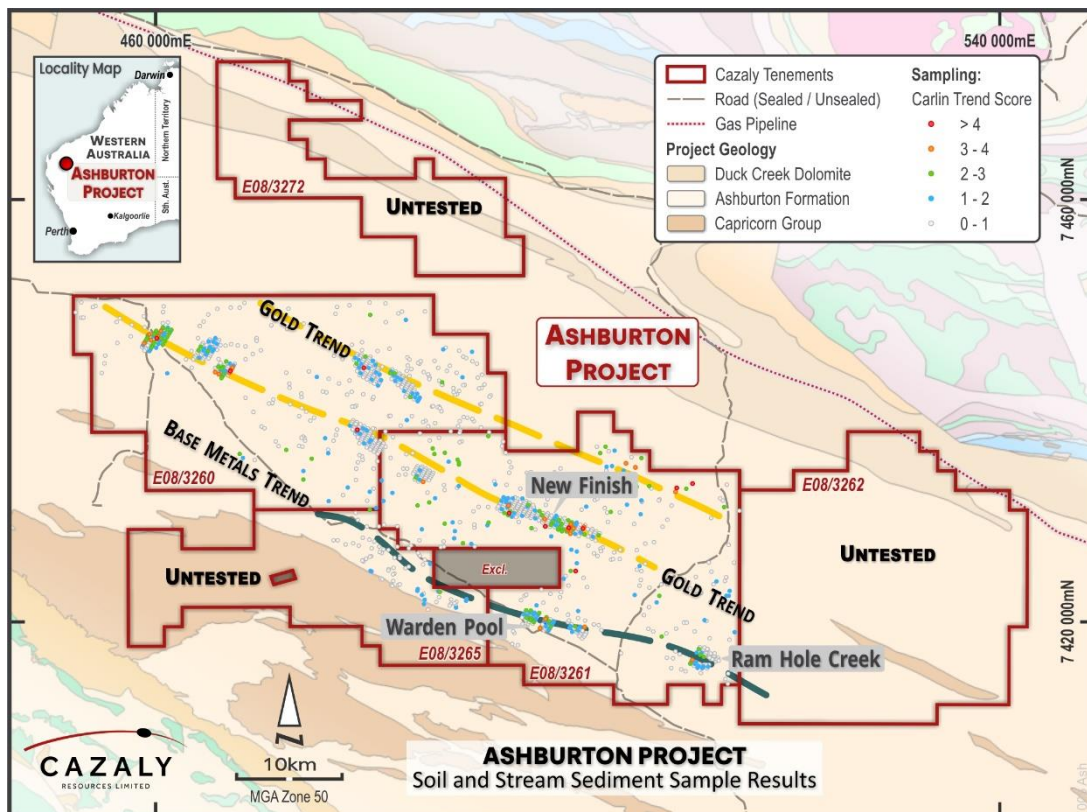 460 000mE
540 000mE
Locality Map
Darwin
WESTERN
AUSTRALIA
Northern Territory
ASHBURTON
PROJECT
Sth. Aust.
Kalgoorlie
Perth
Cazaly Tenements
Road (Sealed / Unsealed)
Gas Pipeline
Project Geology
Duck Creek Dolomite
Ashburton Formation
Capricorn Group
Sampling:
Carlin Trend Score
> 4
3 - 4
2 - 3
1 - 2
0 - 1
7 460 000mN
E08/3272
UNTESTED
GOLD TREND
ASHBURTON
PROJECT
BASE METALS TREND
E08/3260
New Finish
E08/3262
UNTESTED
UNTESTED
Excl.
GOLD TREND
Warden Pool
E08/3265
E08/3261
Ram Hole Creek
7 420 000mN
CAZALY
RESOURCES LIMITED
N
10km
MGA Zone 50
ASHBURTON PROJECT
Soil and Stream Sediment Sample Results